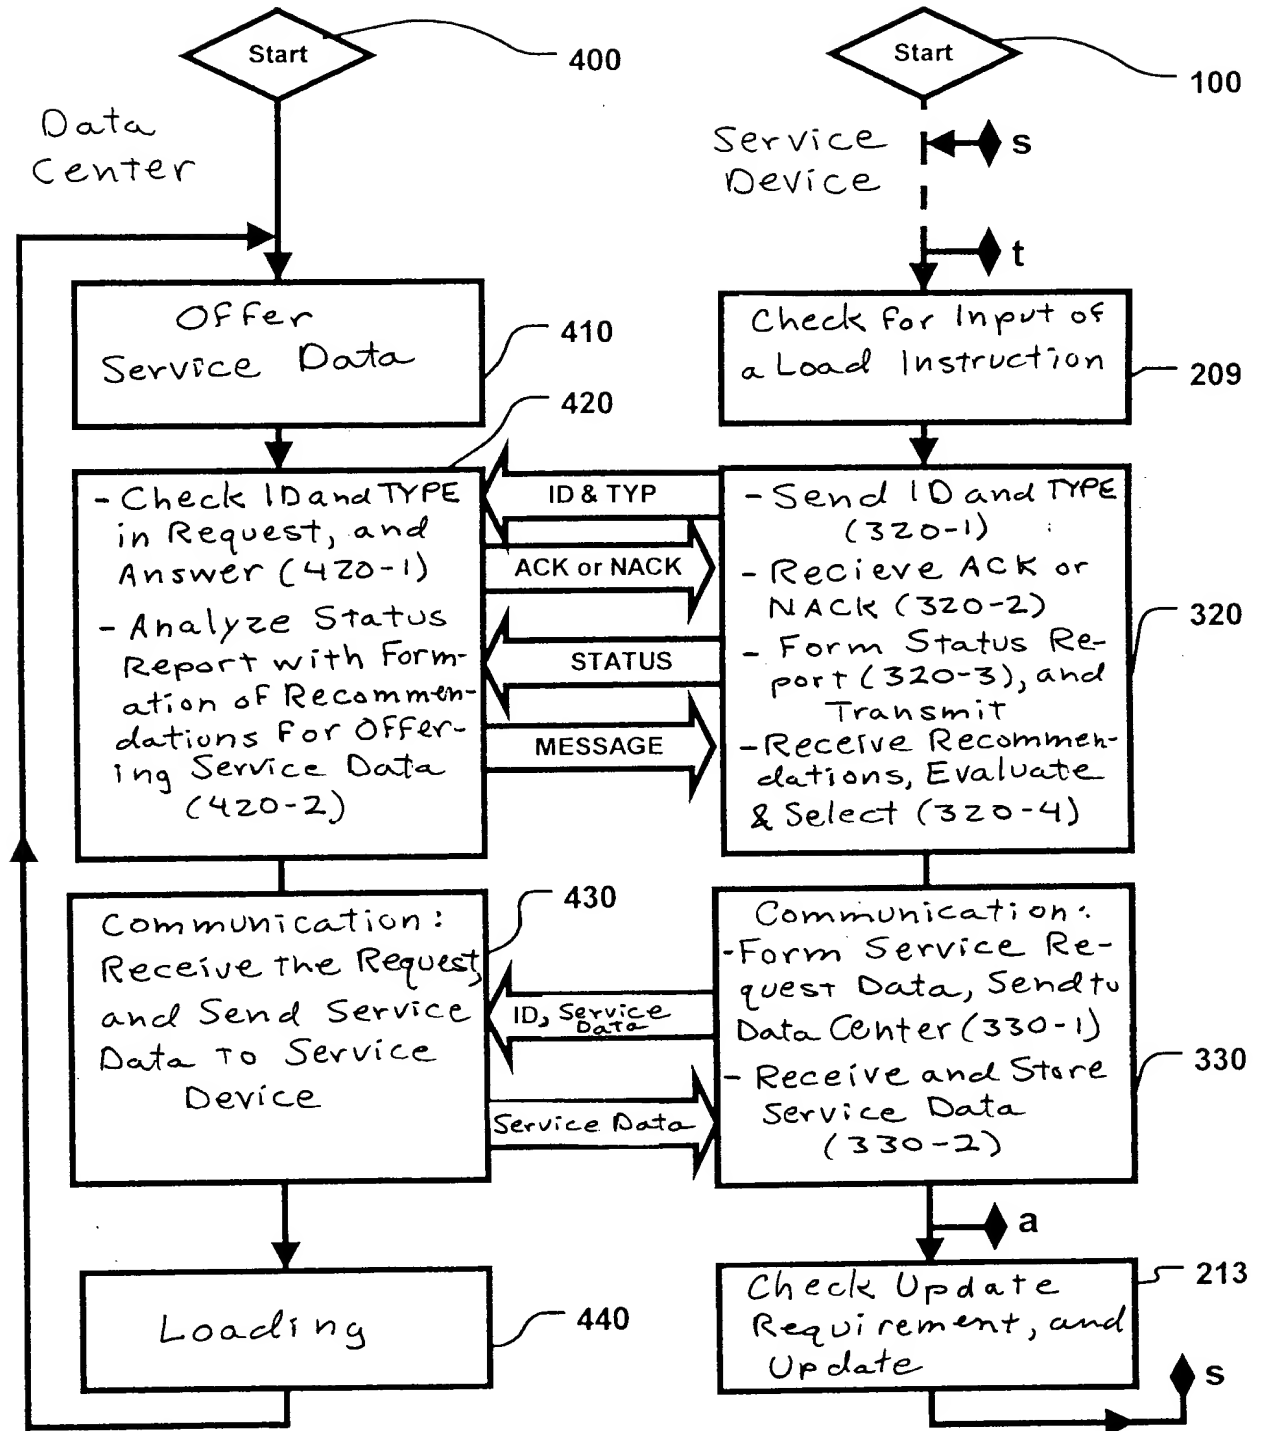 Start
400
Data
Center
Offer
Service Data
410
420
- Check ID and TYPE
in Request, and
Answer (420-1)
- Analyze Status
Report with Form-
ation of Recommen-
dations for Offer-
ing Service Data
(420-2)
Communication:
Receive the Request,
and Send Service
Data To Service
Device
430
Loading
440
ID & TYP
ACK or NACK
STATUS
MESSAGE
ID, Service
Data
Service Data
Start
100
Service
Device
s
t
Check for Input of
a Load Instruction
209
- Send ID and TYPE
(320-1)
- Recieve ACK or
NACK (320-2)
- Form Status Re-
port (320-3), and
Transmit
- Receive Recommen-
dations, Evaluate
& Select (320-4)
320
Communication:
- Form Service Re-
quest Data, Send to
Data Center (330-1)
- Receive and Store
Service Data
(330-2)
330
a
Check Update
Requirement, and
Update
213
s